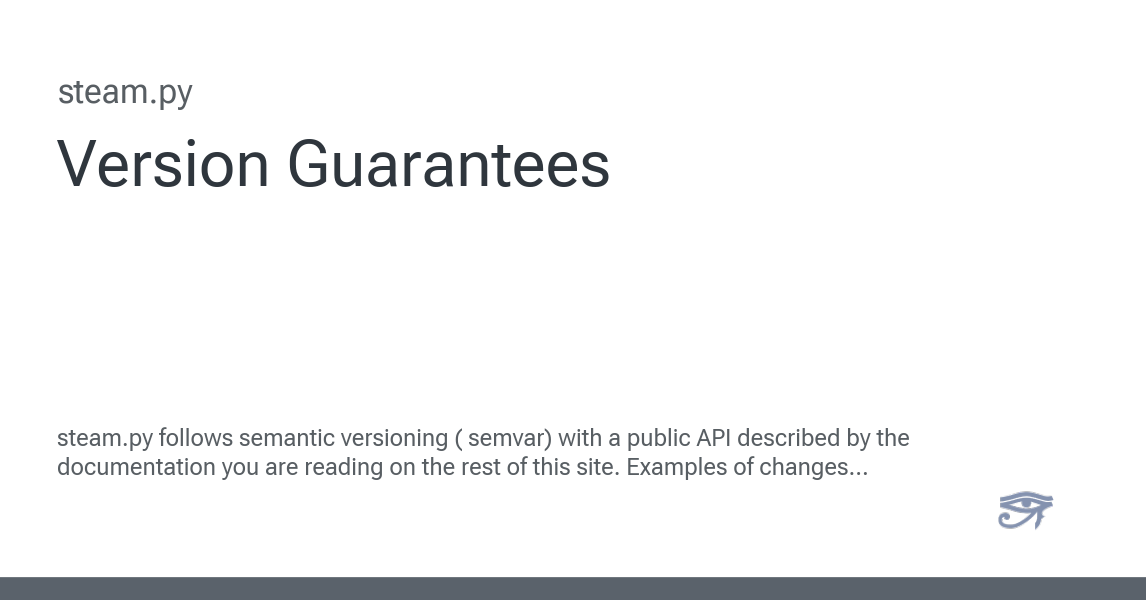 steam.py
Version Guarantees
steam.py follows semantic versioning ( semvar) with a public API described by the
documentation you are reading on the rest of this site. Examples of changes...